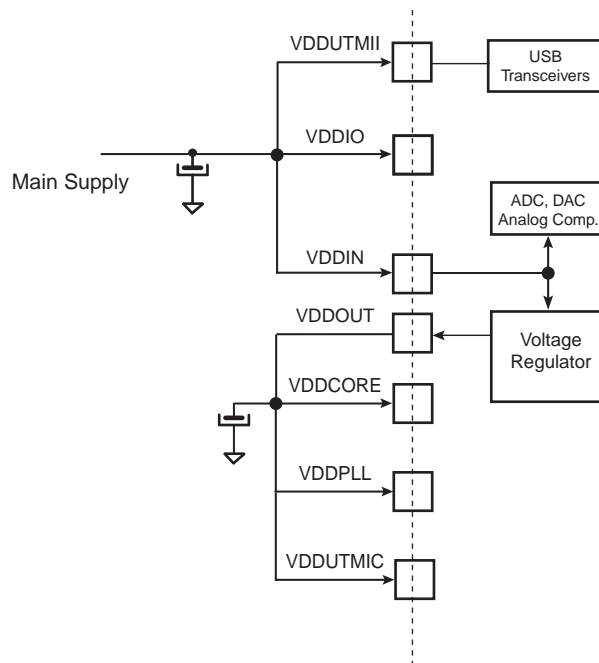 VDDUTMII
USB
Transceivers
VDDIO
Main Supply
ADC, DAC
Analog Comp.
VDDIN
VDDOUT
Voltage
Regulator
VDDCORE
VDDPLL
VDDUTMIC